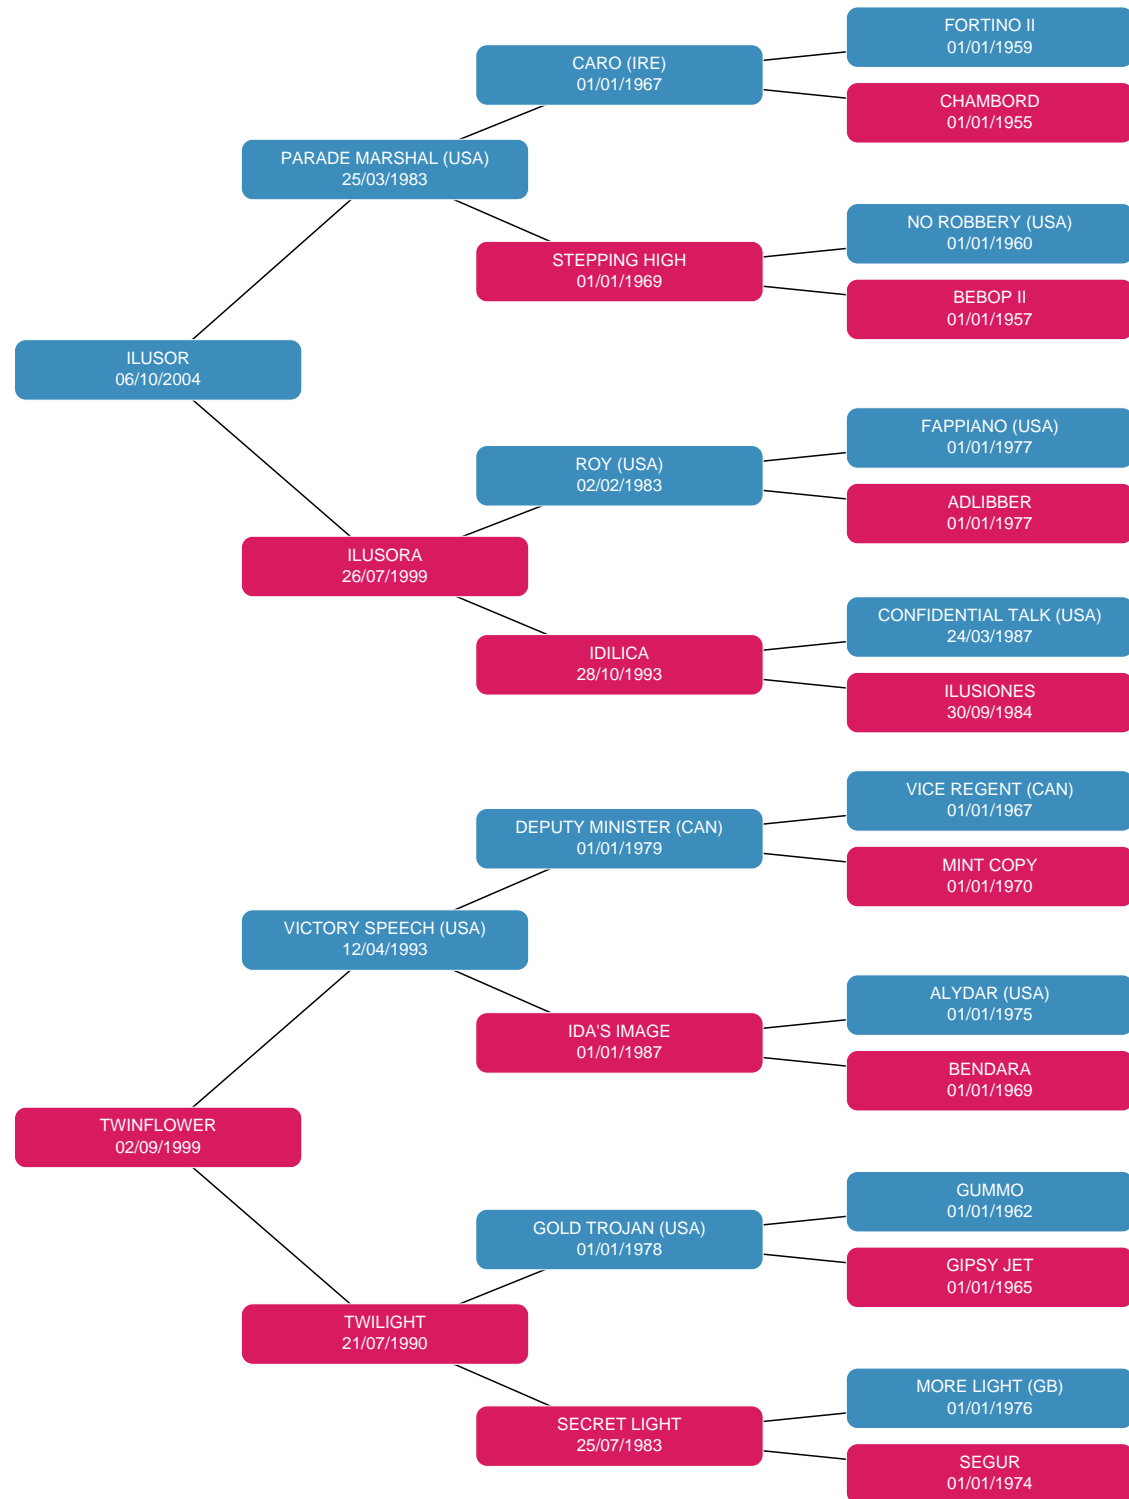 FORTINO II
01/01/1959
CARO (IRE)
01/01/1967
CHAMBORD
01/01/1955
PARADE MARSHAL (USA)
25/03/1983
NO ROBBERY (USA)
01/01/1960
STEPPING HIGH
01/01/1969
BEBOP II
01/01/1957
ILUSOR
06/10/2004
FAPPIANO (USA)
01/01/1977
ROY (USA)
02/02/1983
ADLIBBER
01/01/1977
ILUSORA
26/07/1999
CONFIDENTIAL TALK (USA)
24/03/1987
IDILICA
28/10/1993
ILUSIONES
30/09/1984
VICE REGENT (CAN)
01/01/1967
DEPUTY MINISTER (CAN)
01/01/1979
MINT COPY
01/01/1970
VICTORY SPEECH (USA)
12/04/1993
ALYDAR (USA)
01/01/1975
IDA'S IMAGE
01/01/1987
BENDARA
01/01/1969
TWINFLOWER
02/09/1999
GUMMO
01/01/1962
GOLD TROJAN (USA)
01/01/1978
GIPSY JET
01/01/1965
TWILIGHT
21/07/1990
MORE LIGHT (GB)
01/01/1976
SECRET LIGHT
25/07/1983
SEGUR
01/01/1974